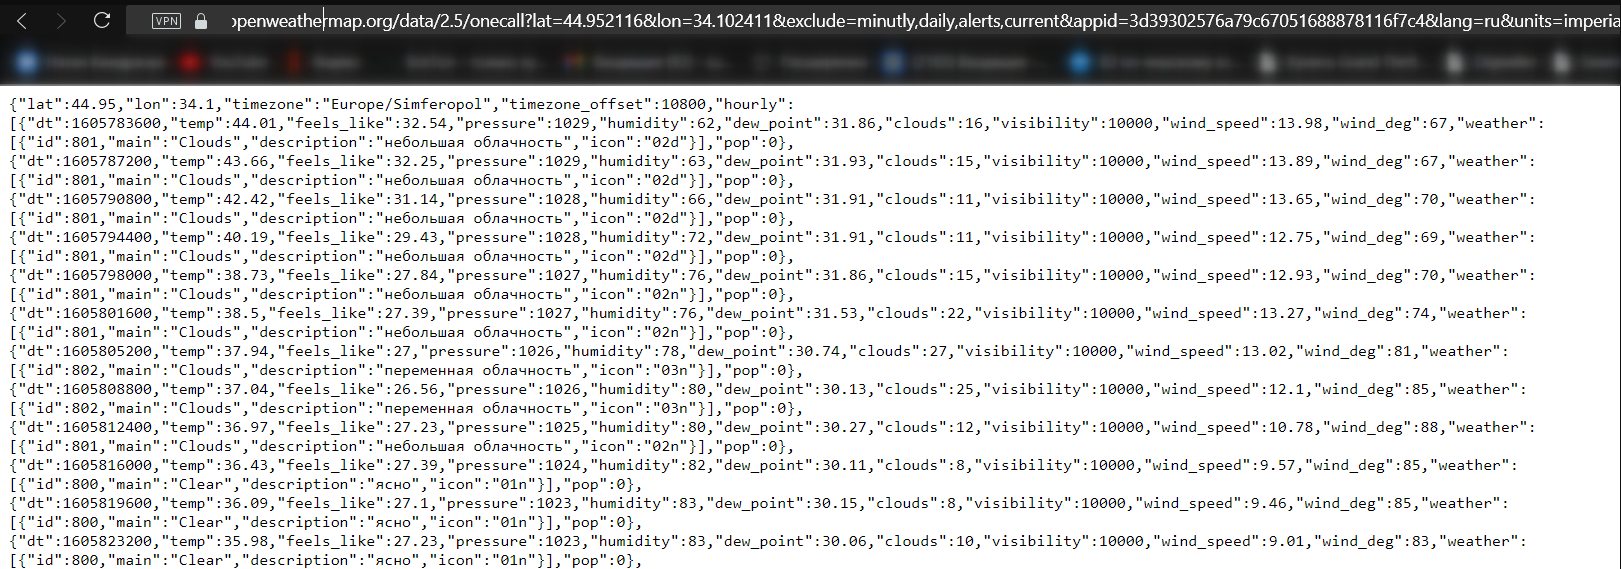 VPN openweathermap.org/data/2.5/onecall?lat=44.952116&lon=34.102411&exclude=minutly,daily,alerts,current&appid=3d39302576a79c67051688878116f7c4&lang=ru&units=imperia
{"lat":44.95,"lon":34.1,"timezone":"Europe/Simferopol","timezone_offset":10800,"hourly":
[{"dt":1605783600,"temp":44.01,"feels_like":32.54,"pressure":1029,"humidity":62,"dew_point":31.86,"clouds":16,"visibility":10000,"wind_speed":13.98,"wind_deg":67,"weather":
[{"id":801,"main":"Clouds","description":"небольшая облачность","icon":"02d"}],"pop":0},
{"dt":1605787200,"temp":43.66,"feels_like":32.25,"pressure":1029,"humidity":63,"dew_point":31.93,"clouds":15,"visibility":10000,"wind_speed":13.89,"wind_deg":67,"weather":
[{"id":801,"main":"Clouds","description":"небольшая облачность","icon":"02d"}],"pop":0},
{"dt":1605790800,"temp":42.42,"feels_like":31.14,"pressure":1028,"humidity":66,"dew_point":31.91,"clouds":11,"visibility":10000,"wind_speed":13.65,"wind_deg":70,"weather":
[{"id":801,"main":"Clouds","description":"небольшая облачность","icon":"02d"}],"pop":0},
{"dt":1605794400,"temp":40.19,"feels_like":29.43,"pressure":1028,"humidity":72,"dew_point":31.91,"clouds":11,"visibility":10000,"wind_speed":12.75,"wind_deg":69,"weather":
[{"id":801,"main":"Clouds","description":"небольшая облачность","icon":"02d"}],"pop":0},
{"dt":1605798000,"temp":38.73,"feels_like":27.84,"pressure":1027,"humidity":76,"dew_point":31.86,"clouds":15,"visibility":10000,"wind_speed":12.93,"wind_deg":70,"weather":
[{"id":801,"main":"Clouds","description":"небольшая облачность","icon":"02n"}],"pop":0},
{"dt":1605801600,"temp":38.5,"feels_like":27.39,"pressure":1027,"humidity":76,"dew_point":31.53,"clouds":22,"visibility":10000,"wind_speed":13.27,"wind_deg":74,"weather":
[{"id":801,"main":"Clouds","description":"небольшая облачность","icon":"02n"}],"pop":0},
{"dt":1605805200,"temp":37.94,"feels_like":27,"pressure":1026,"humidity":78,"dew_point":30.74,"clouds":27,"visibility":10000,"wind_speed":13.02,"wind_deg":81,"weather":
[{"id":802,"main":"Clouds","description":"переменная облачность","icon":"03n"}],"pop":0},
{"dt":1605808800,"temp":37.04,"feels_like":26.56,"pressure":1026,"humidity":80,"dew_point":30.13,"clouds":25,"visibility":10000,"wind_speed":12.1,"wind_deg":85,"weather":
[{"id":802,"main":"Clouds","description":"переменная облачность","icon":"03n"}],"pop":0},
{"dt":1605812400,"temp":36.97,"feels_like":27.23,"pressure":1025,"humidity":80,"dew_point":30.27,"clouds":12,"visibility":10000,"wind_speed":10.78,"wind_deg":88,"weather":
[{"id":801,"main":"Clouds","description":"небольшая облачность","icon":"02n"}],"pop":0},
{"dt":1605816000,"temp":36.43,"feels_like":27.39,"pressure":1024,"humidity":82,"dew_point":30.11,"clouds":8,"visibility":10000,"wind_speed":9.57,"wind_deg":85,"weather":
[{"id":800,"main":"Clear","description":"ясно","icon":"01n"}],"pop":0},
{"dt":1605819600,"temp":36.09,"feels_like":27.1,"pressure":1023,"humidity":83,"dew_point":30.15,"clouds":8,"visibility":10000,"wind_speed":9.46,"wind_deg":85,"weather":
[{"id":800,"main":"Clear","description":"ясно","icon":"01n"}],"pop":0},
{"dt":1605823200,"temp":35.98,"feels_like":27.23,"pressure":1023,"humidity":83,"dew_point":30.06,"clouds":10,"visibility":10000,"wind_speed":9.01,"wind_deg":83,"weather":
[{"id":800,"main":"Clear","description":"ясно","icon":"01n"}],"pop":0},